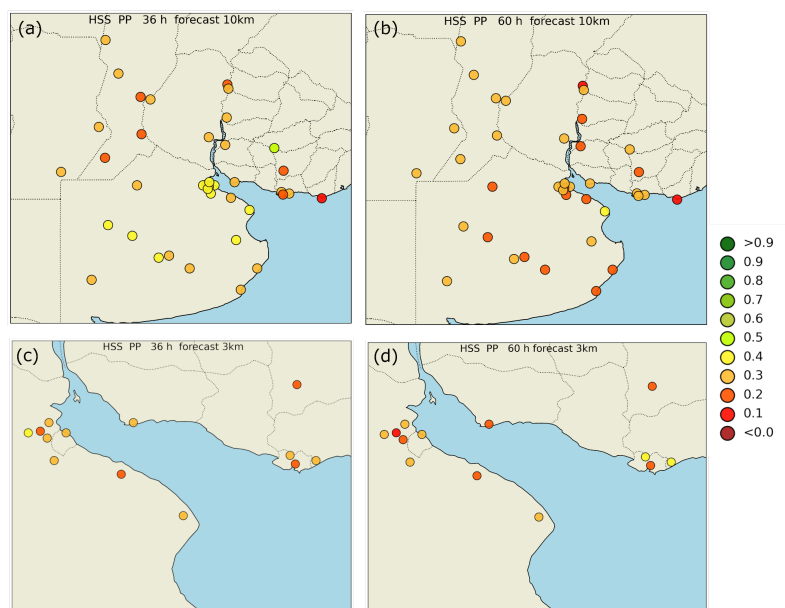 (a) HSS PP 36 h forecast 10km
(b) HSS PP 60 h forecast 10km
(c) HSS PP 36 h forecast 3km
(d) HSS PP 60 h forecast 3km
>0.9
0.9
0.8
0.7
0.6
0.5
0.4
0.3
0.2
0.1
<0.0